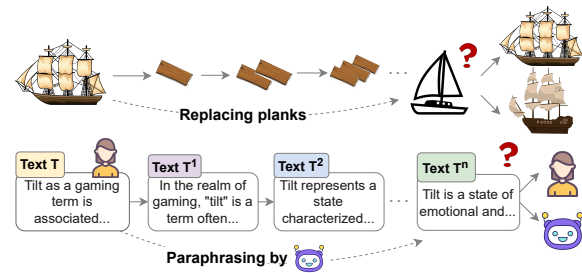 ?
...
Replacing planks
Text T
Tilt as a gaming
term is
associated...
Text T1
In the realm of
gaming, "tilt" is a
term often...
Text T2
Tilt represents a
state
characterized...
...
Text Tn
Tilt is a state of
emotional and...
?
Paraphrasing by